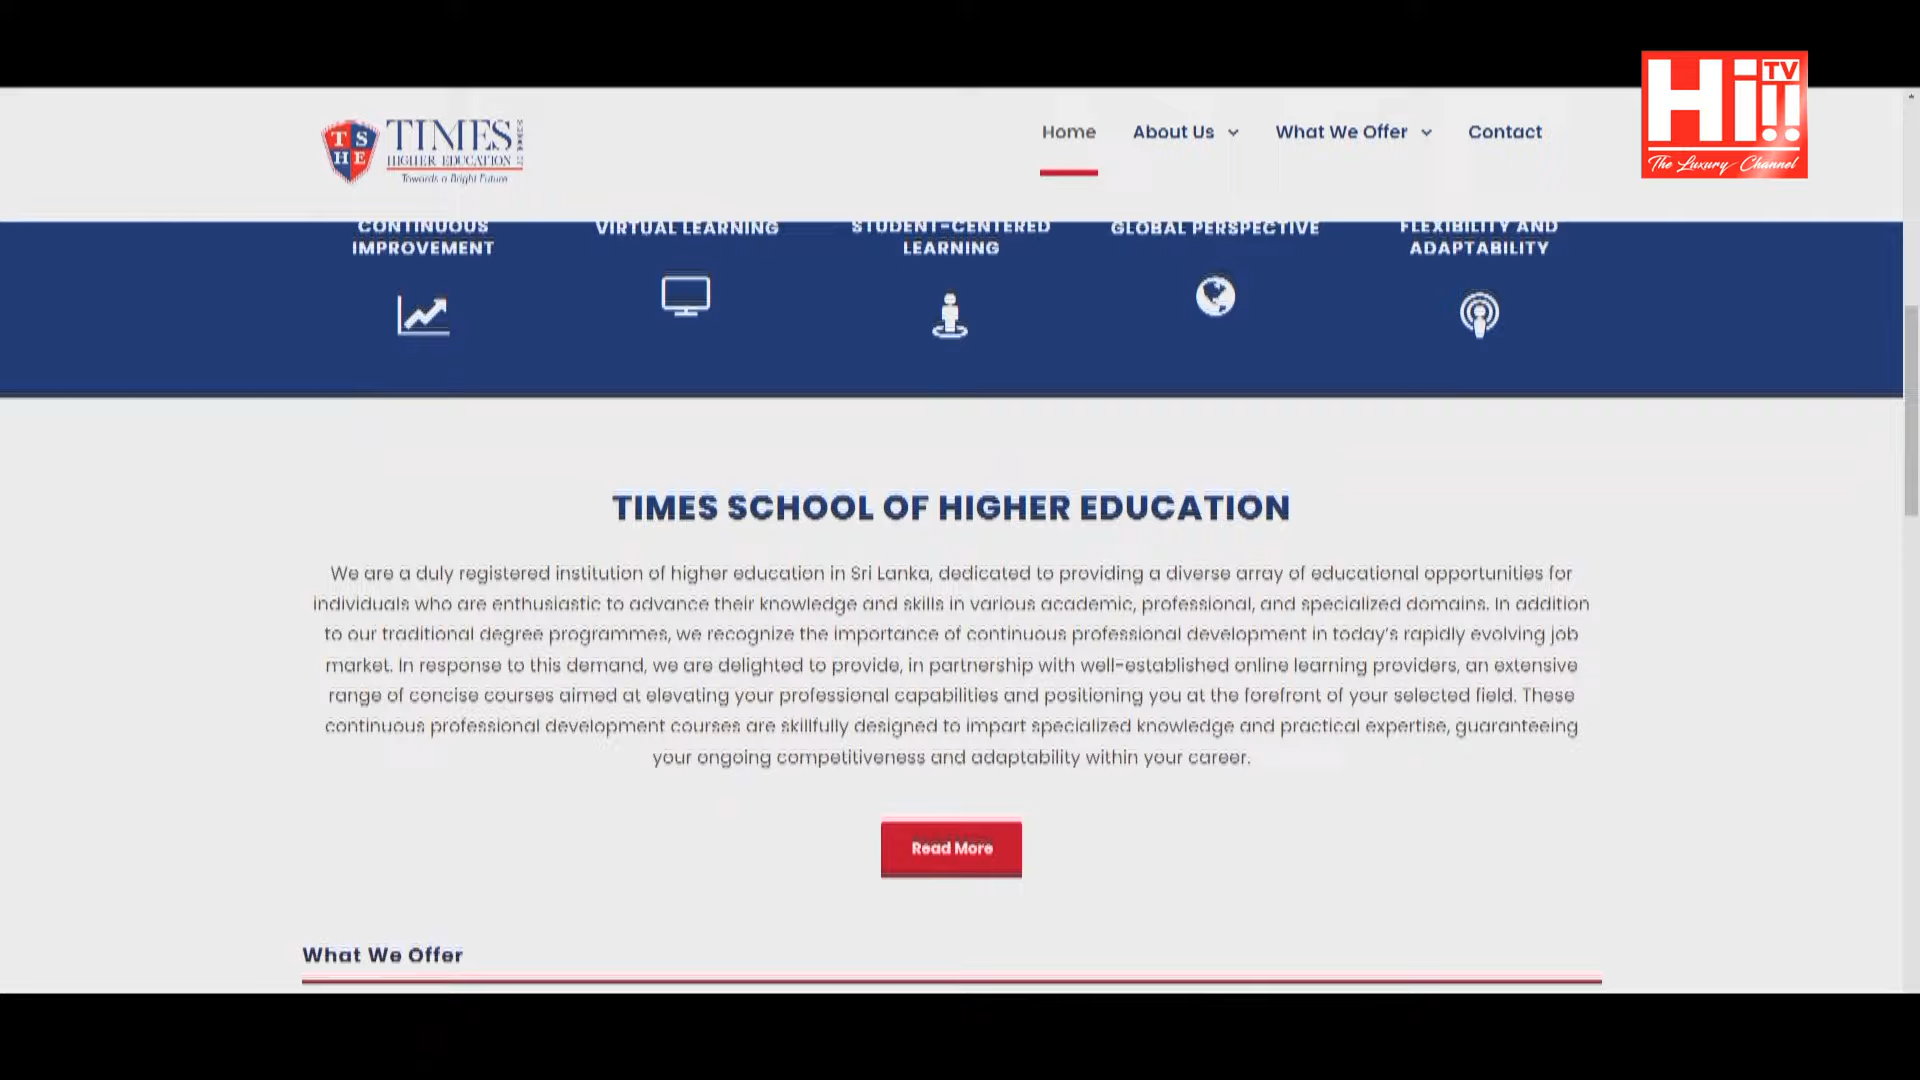 Hi!! TV
The Luxury Channel
T S H E
TIMES
HIGHER EDUCATION
Towards a Bright Future
Home
About Us
What We Offer
Contact
CONTINUOUS
IMPROVEMENT
VIRTUAL LEARNING
STUDENT-CENTERED
LEARNING
GLOBAL PERSPECTIVE
FLEXIBILITY AND
ADAPTABILITY
TIMES SCHOOL OF HIGHER EDUCATION
We are a duly registered institution of higher education in Sri Lanka, dedicated to providing a diverse array of educational opportunities for
individuals who are enthusiastic to advance their knowledge and skills in various academic, professional, and specialized domains. In addition
to our traditional degree programmes, we recognize the importance of continuous professional development in today's rapidly evolving job
market. In response to this demand, we are delighted to provide, in partnership with well-established online learning providers, an extensive
range of concise courses aimed at elevating your professional capabilities and positioning you at the forefront of your selected field. These
continuous professional development courses are skillfully designed to impart specialized knowledge and practical expertise, guaranteeing
your ongoing competitiveness and adaptability within your career.
Read More
What We Offer